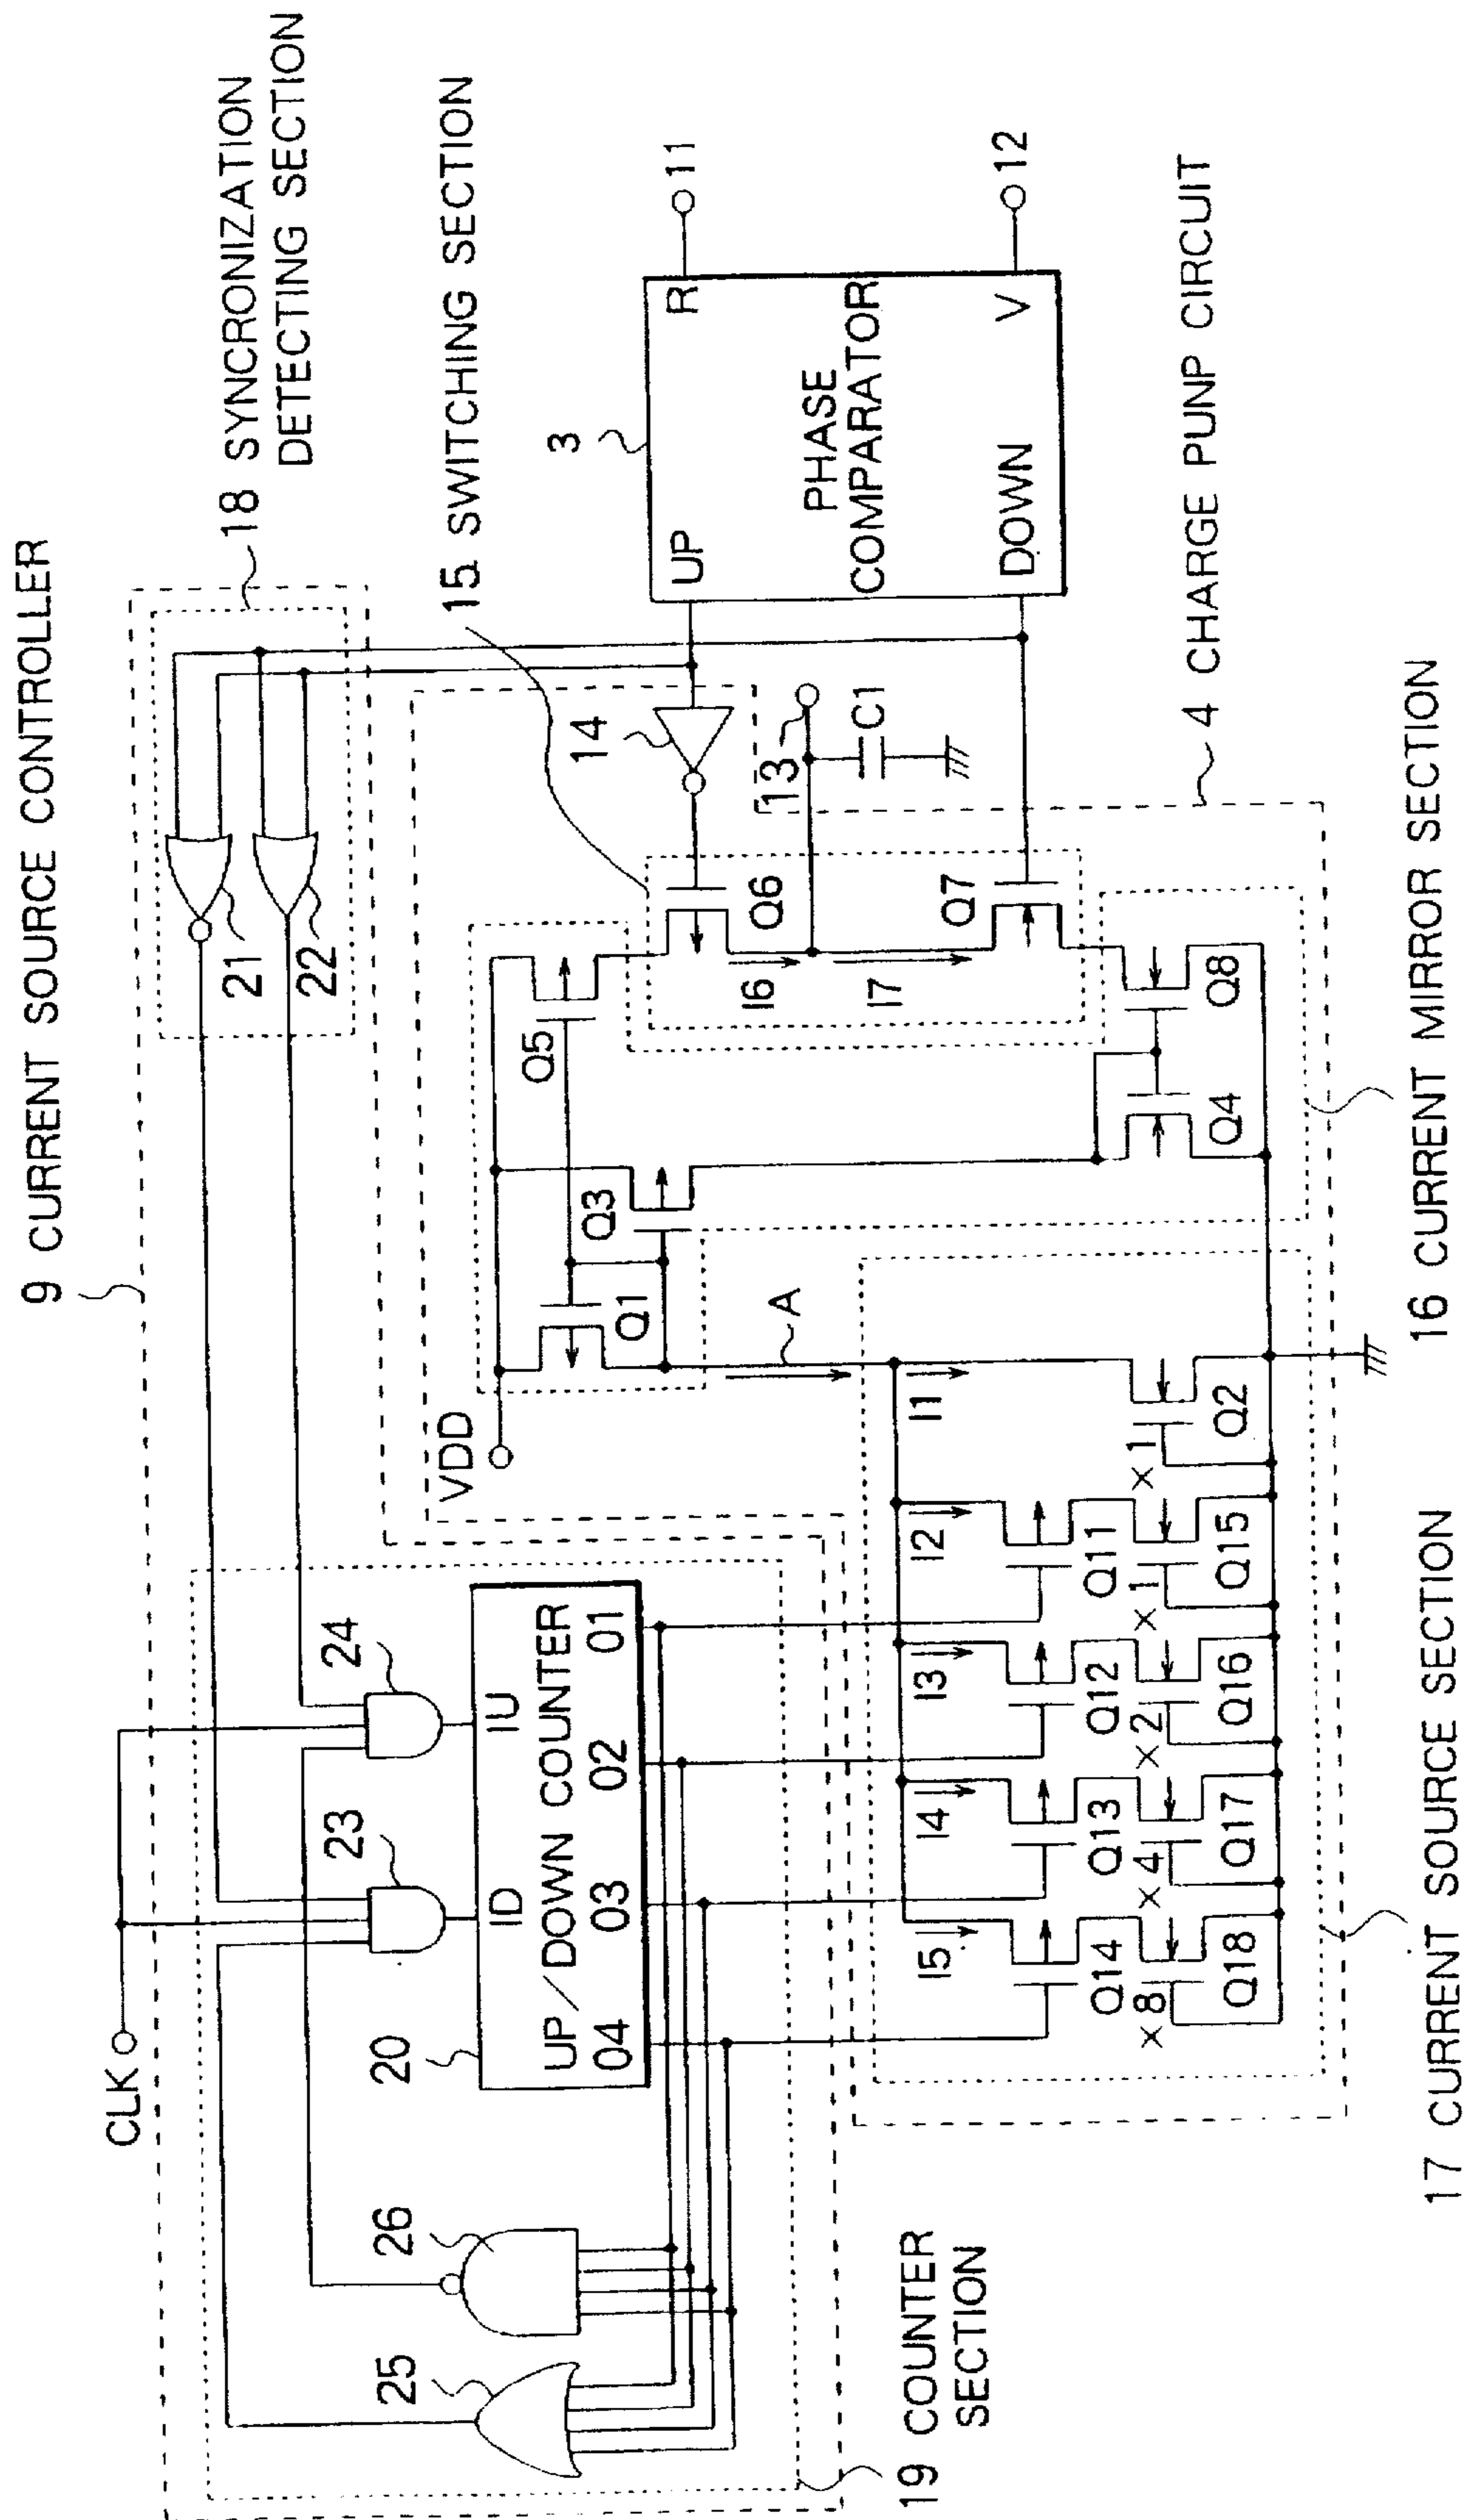 9 CURRENT SOURCE CONTROLLER
18 SYNCRONIZATION
DETECTING SECTION
15 SWITCHING SECTION
CLK
21
22
23
24
25
26
20
ID
IU
UP/DOWN COUNTER
04
03
02
01
19 COUNTER
SECTION
VDD
Q1
Q3
Q5
14
Q6
I6
I7
Q7
13
C1
3
UP
R
11
PHASE
COMPARATOR
DOWN
V
12
4 CHARGE PUNP CIRCUIT
A
Q4
Q8
I5
I4
I3
I2
I1
Q14
Q13
Q12
Q11
×8
×4
×2
×1
×1
Q18
Q17
Q16
Q15
Q2
16 CURRENT MIRROR SECTION
17 CURRENT SOURCE SECTION